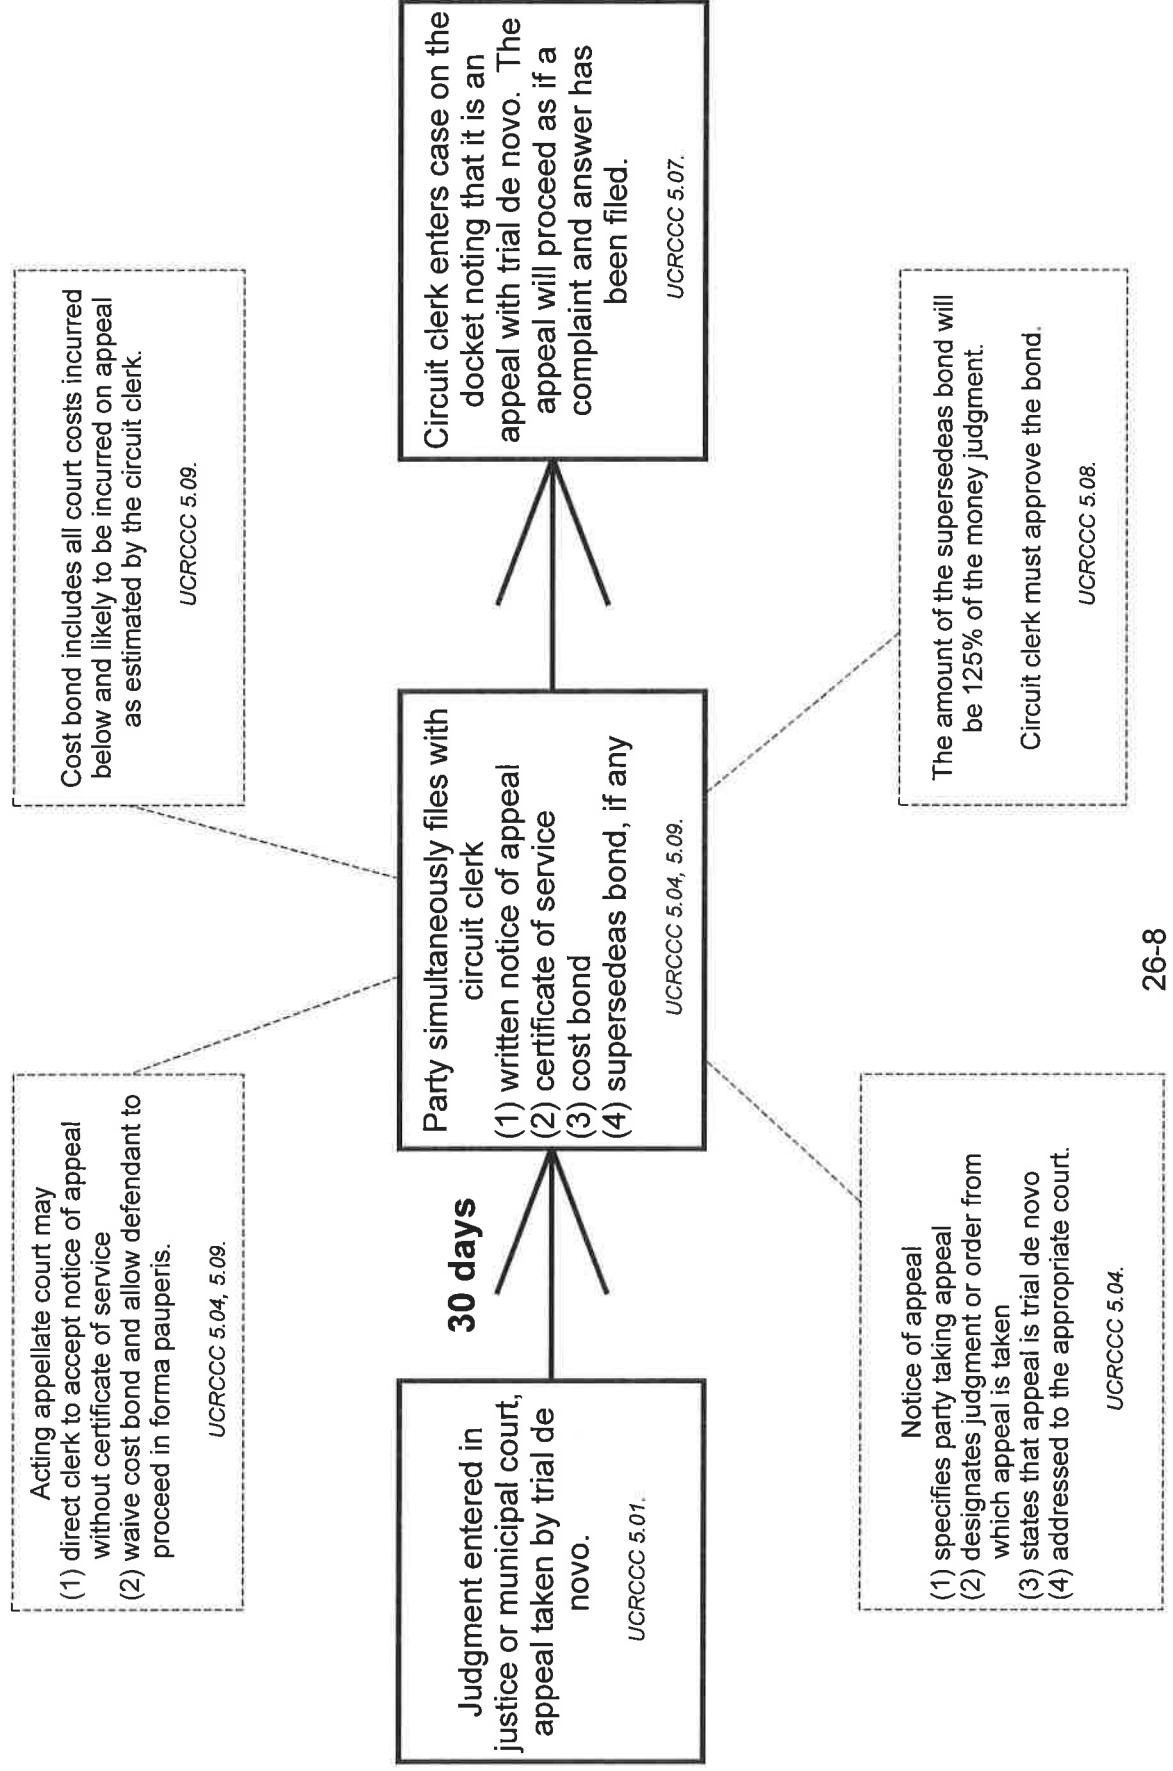 Acting appellate court may
(1) direct clerk to accept notice of appeal
without certificate of service
(2) waive cost bond and allow defendant to
proceed in forma pauperis.
UCRCCC 5.04, 5.09.
Cost bond includes all court costs incurred
below and likely to be incurred on appeal
as estimated by the circuit clerk.
UCRCCC 5.09.
Judgment entered in
justice or municipal court,
appeal taken by trial de
novo.
UCRCCC 5.01.
30 days
Party simultaneously files with
circuit clerk
(1) written notice of appeal
(2) certificate of service
(3) cost bond
(4) supersedeas bond, if any
UCRCCC 5.04, 5.09.
Circuit clerk enters case on the
docket noting that it is an
appeal with trial de novo. The
appeal will proceed as if a
complaint and answer has
been filed.
UCRCCC 5.07.
Notice of appeal
(1) specifies party taking appeal
(2) designates judgment or order from
which appeal is taken
(3) states that appeal is trial de novo
(4) addressed to the appropriate court.
UCRCCC 5.04.
The amount of the supersedeas bond will
be 125% of the money judgment.
Circuit clerk must approve the bond.
UCRCCC 5.08.
26-8